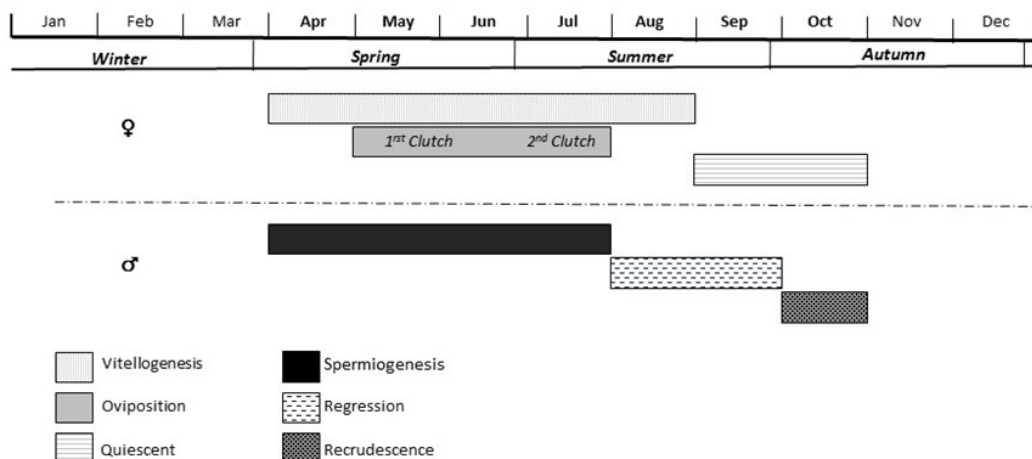 Jan Feb Mar Apr May Jun Jul Aug Sep Oct Nov Dec
Winter Spring Summer Autumn
♀
1rst Clutch 2nd Clutch
♂
Vitellogenesis Spermiogenesis
Oviposition Regression
Quiescent Recrudescence